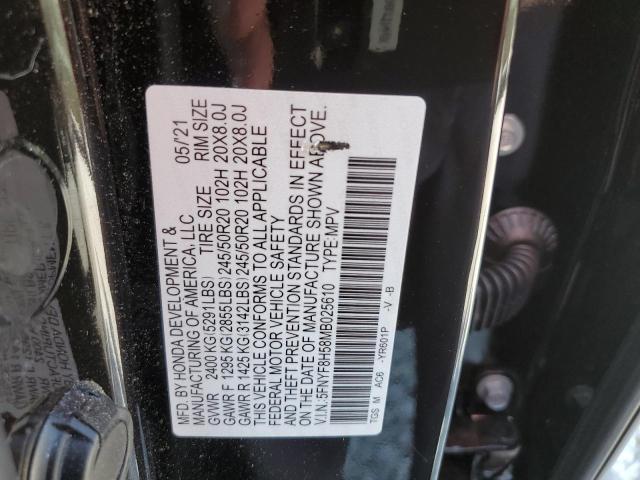 MFD. BY HONDA DEVELOPMENT & 05/'21
MANUFACTURING OF AMERICA, LLC
GVWR 2400 KG(5291LBS) TIRE SIZE RIM SIZE
GAWR F 1295 KG(2855LBS)245/50R20 102H 20X8.0J
GAWR R 1425 KG(3142LBS)245/50R20 102H 20X8.0J
THIS VEHICLE CONFORMS TO ALL APPLICABLE
FEDERAL MOTOR VEHICLE SAFETY
AND THEFT PREVENTION STANDARDS IN EFFECT
ON THE DATE OF MANUFACTURE SHOWN ABOVE.
V.I.N:5FNYF8H68MB025610 TYPE:MPV
TGS M AC6 -YR601P -V -B